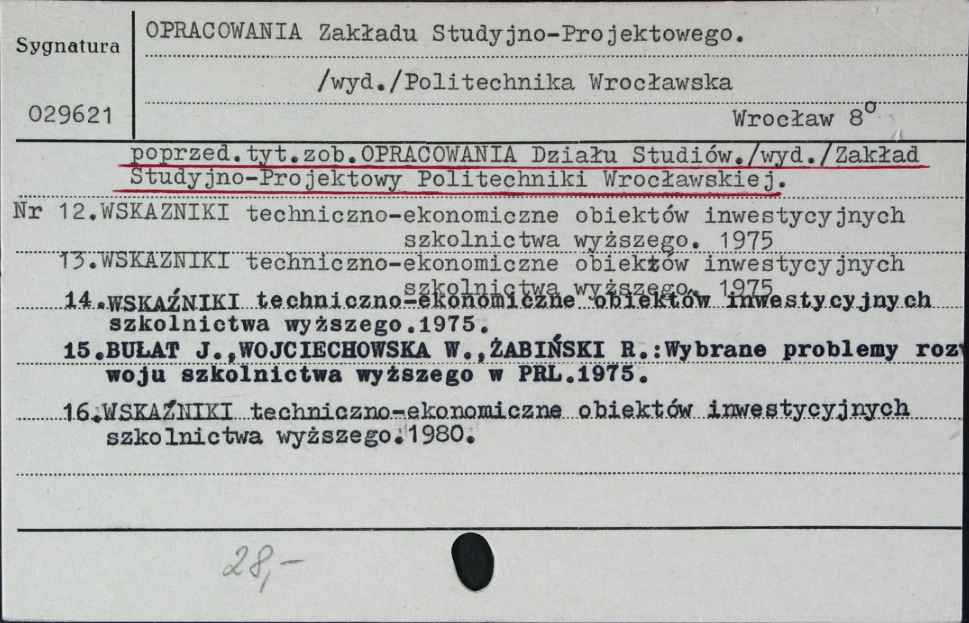 OPRACOWANIA Zakładu Studyjno-Projektowego.
Sygnatura
/wyd./Politechnika Wrocławska
029621
Wrocław 8°
poprzed.tyt.zob.OPRACOWANIA Działu Studiów./wyd./Zakład
Studyjno-Projektowy Politechniki Wrocławskiej.
Nr 12.WSKAZNIKI techniczno-ekonomiczne obiektów inwestycyjnych
szkolnictwa wyższego. 1975
13.WSKAZNIKI techniczno-ekonomiczne obiektów inwestycyjnych
szkolnictwa wyższego. 1975
14.WSKAŹNIKI techniczno-ekonomiczne obiektów inwestycyjnych
szkolnictwa wyższego.1975.
15.BUŁAT J.,WOJCIECHOWSKA W.,ŻABIŃSKI R.:Wybrane problemy roz
woju szkolnictwa wyższego w PRL.1975.
16.WSKAŹNIKI techniczno-ekonomiczne obiektów inwestycyjnych
szkolnictwa wyższego.1980.
28,-